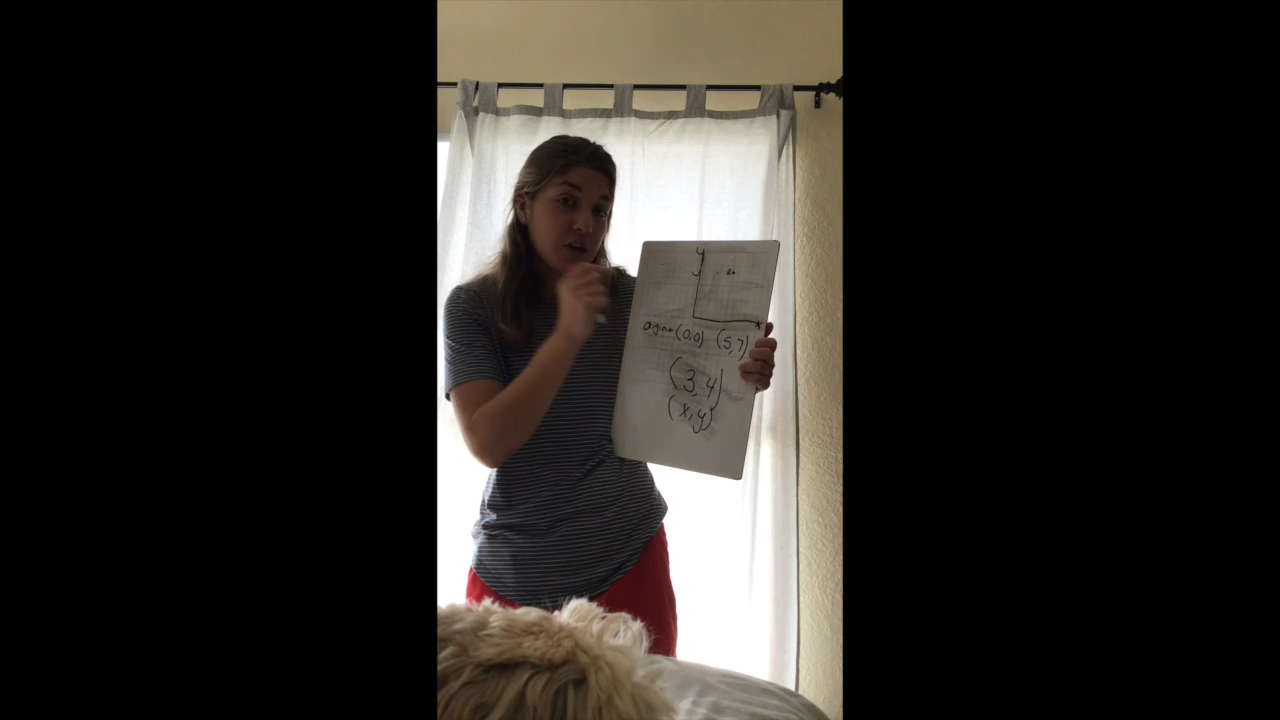 y
x
origin (0,0) (5,7)
(3,4)
(x,y)